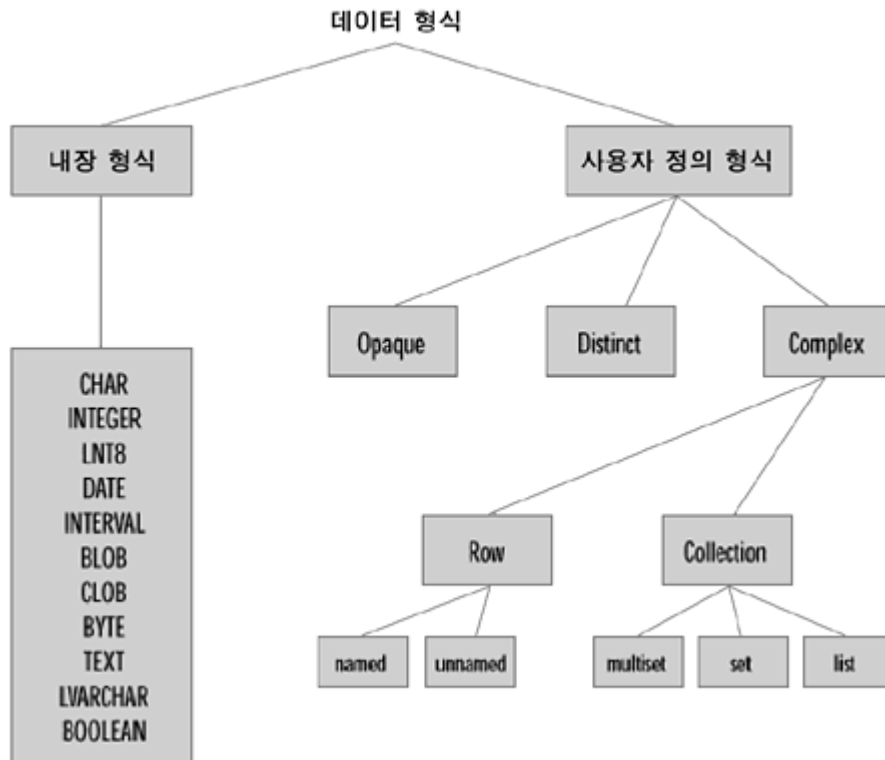 데이터 형식
내장 형식
사용자 정의 형식
Opaque
Distinct
Complex
CHAR
INTEGER
LNT8
DATE
INTERVAL
BLOB
CLOB
BYTE
TEXT
LVARCHAR
BOOLEAN
Row
Collection
named
unnamed
multiset
set
list